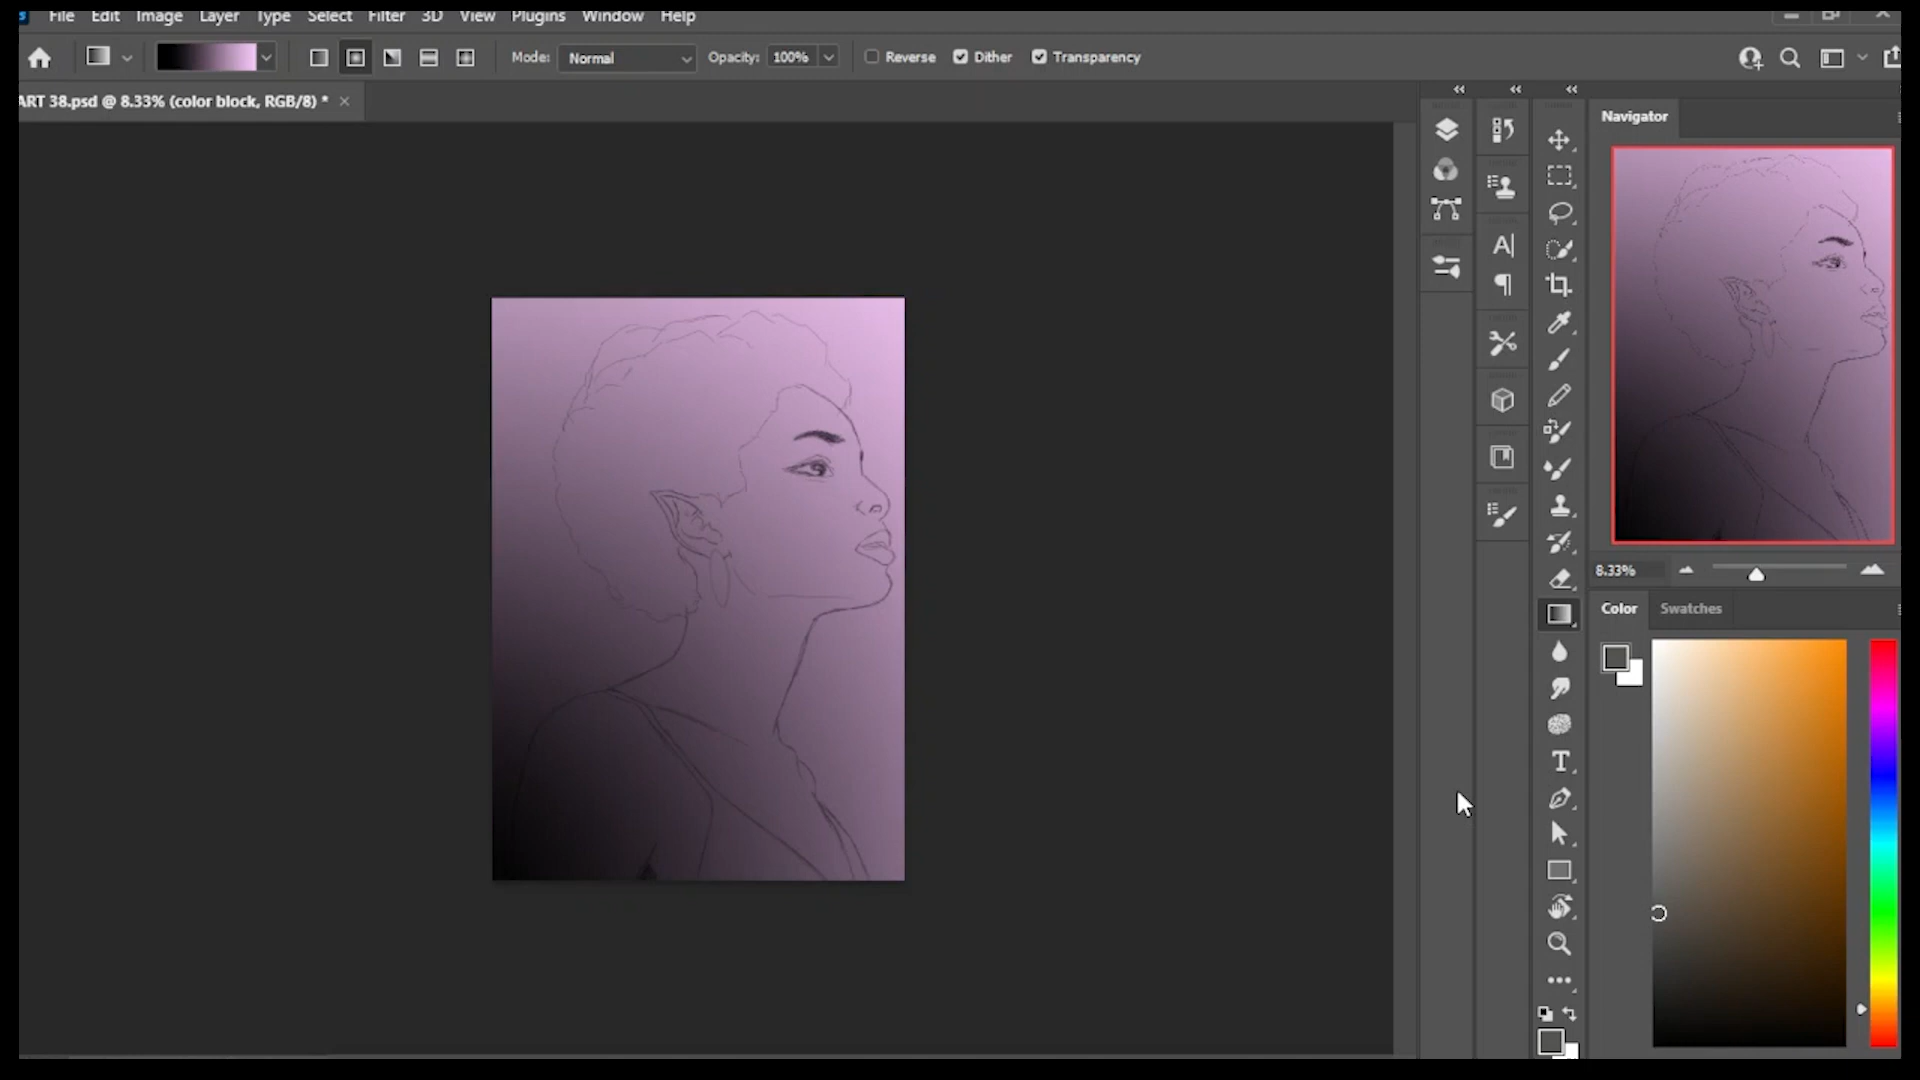 File Edit Image Layer Type Select Filter 3D View Plugins Window Help
Mode: Normal Opacity: 100% Reverse Dither Transparency
ART 38.psd @ 8.33% (color block, RGB/8) *
Navigator
8.33%
Color Swatches